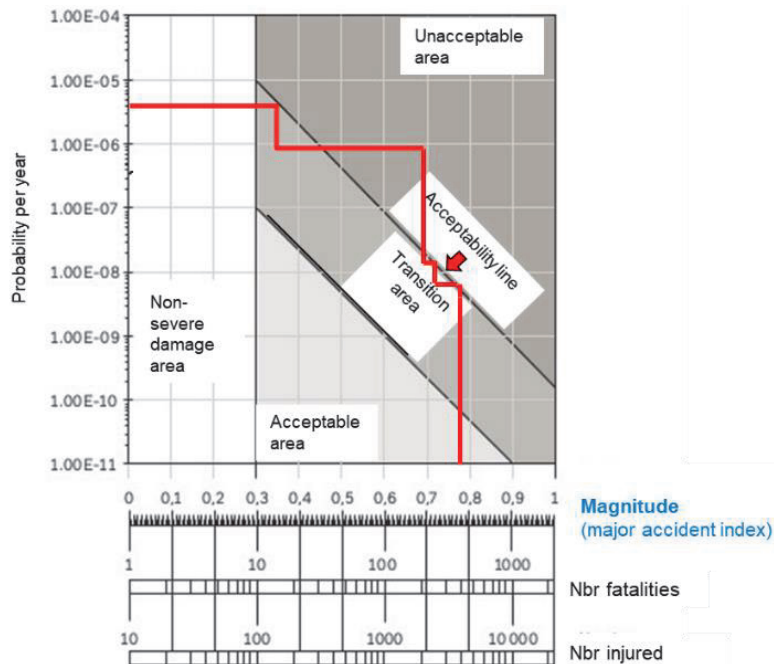 1.00E-04
1.00E-05
1.00E-06
1.00E-07
1.00E-08
1.00E-09
1.00E-10
1.00E-11
Probability per year
Unacceptable
area
Acceptability line
Transition
area
Non-
severe
damage
area
Acceptable
area
0 0,1 0,2 0,3 0,4 0,5 0,6 0,7 0,8 0,9 1
Magnitude
(major accident index)
1 10 100 1000
Nbr fatalities
10 100 1000 10000
Nbr injured